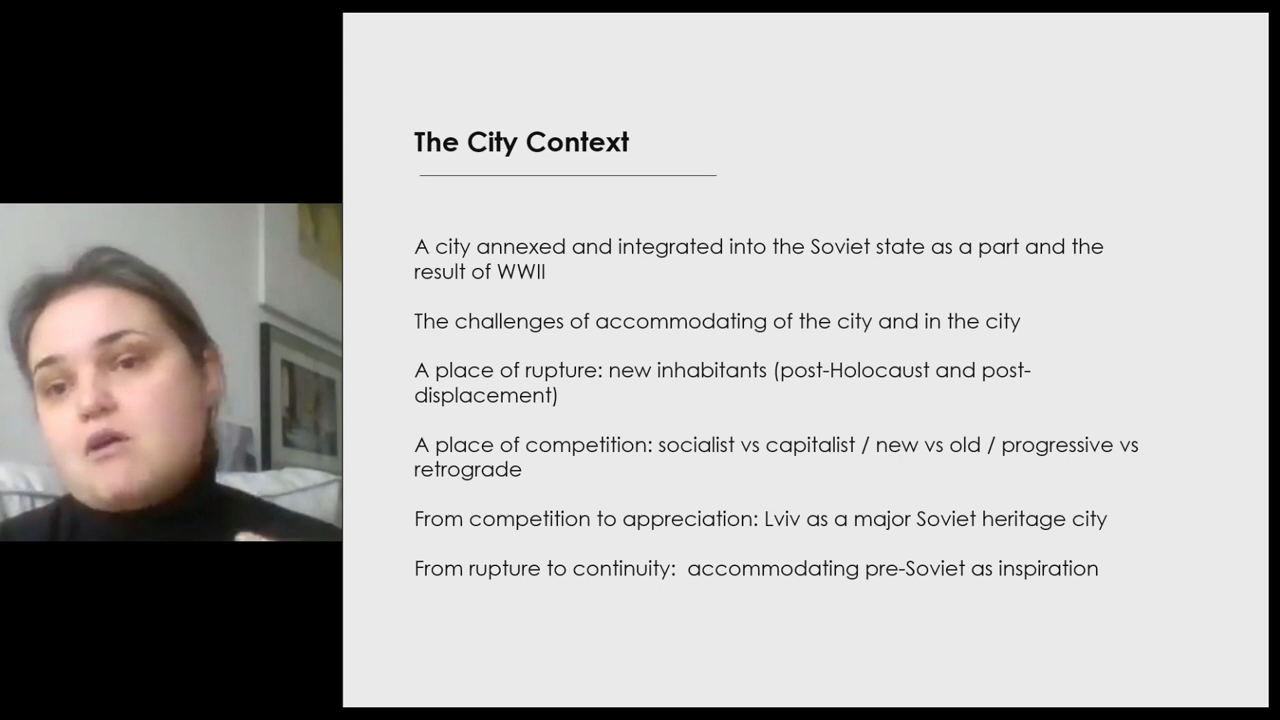 The City Context
A city annexed and integrated into the Soviet state as a part and the
result of WWII
The challenges of accommodating of the city and in the city
A place of rupture: new inhabitants (post-Holocaust and post-
displacement)
A place of competition: socialist vs capitalist / new vs old / progressive vs
retrograde
From competition to appreciation: Lviv as a major Soviet heritage city
From rupture to continuity:  accommodating pre-Soviet as inspiration